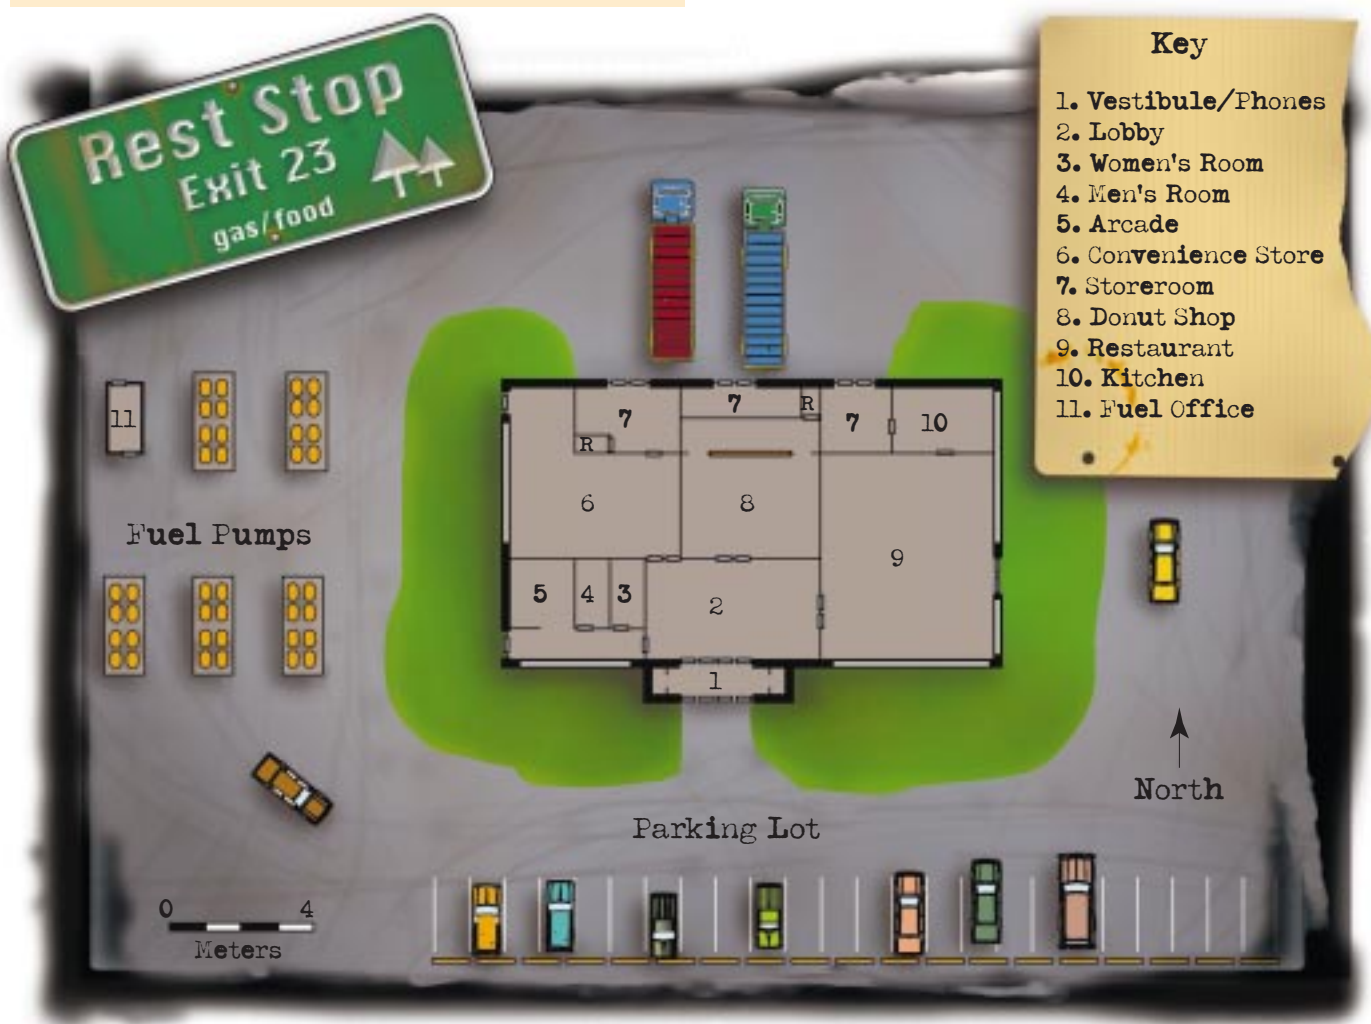 Rest Stop
Exit 23
gas/food
Key
1. Vestibule/Phones
2. Lobby
3. Women's Room
4. Men's Room
5. Arcade
6. Convenience Store
7. Storeroom
8. Donut Shop
9. Restaurant
10. Kitchen
11. Fuel Office
11
7
7
R
7
10
R
6
8
9
Fuel Pumps
5
4
3
2
1
North
Parking Lot
0
4
Meters